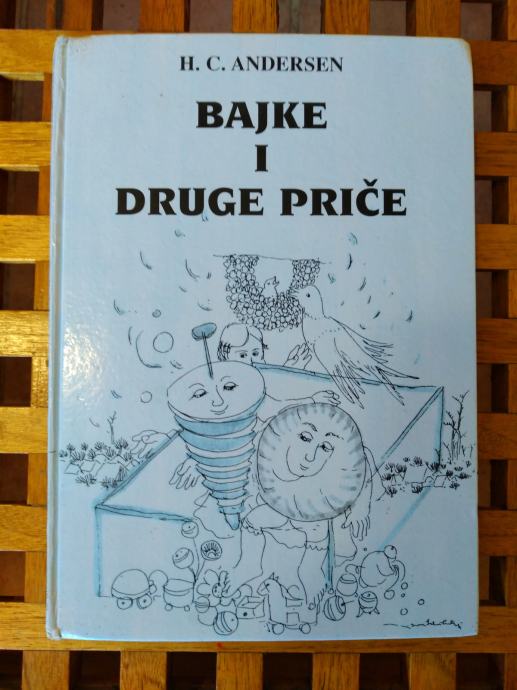 H. C. ANDERSEN
BAJKE
I
DRUGE PRIČE